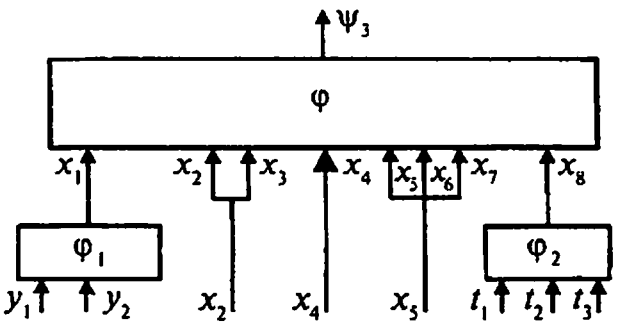 ψ₃
φ
x₁ x₂ x₃ x₄ x₅ x₆ x₇ x₈
φ₁ φ₂
y₁ y₂ x₂ x₄ x₅ t₁ t₂ t₃